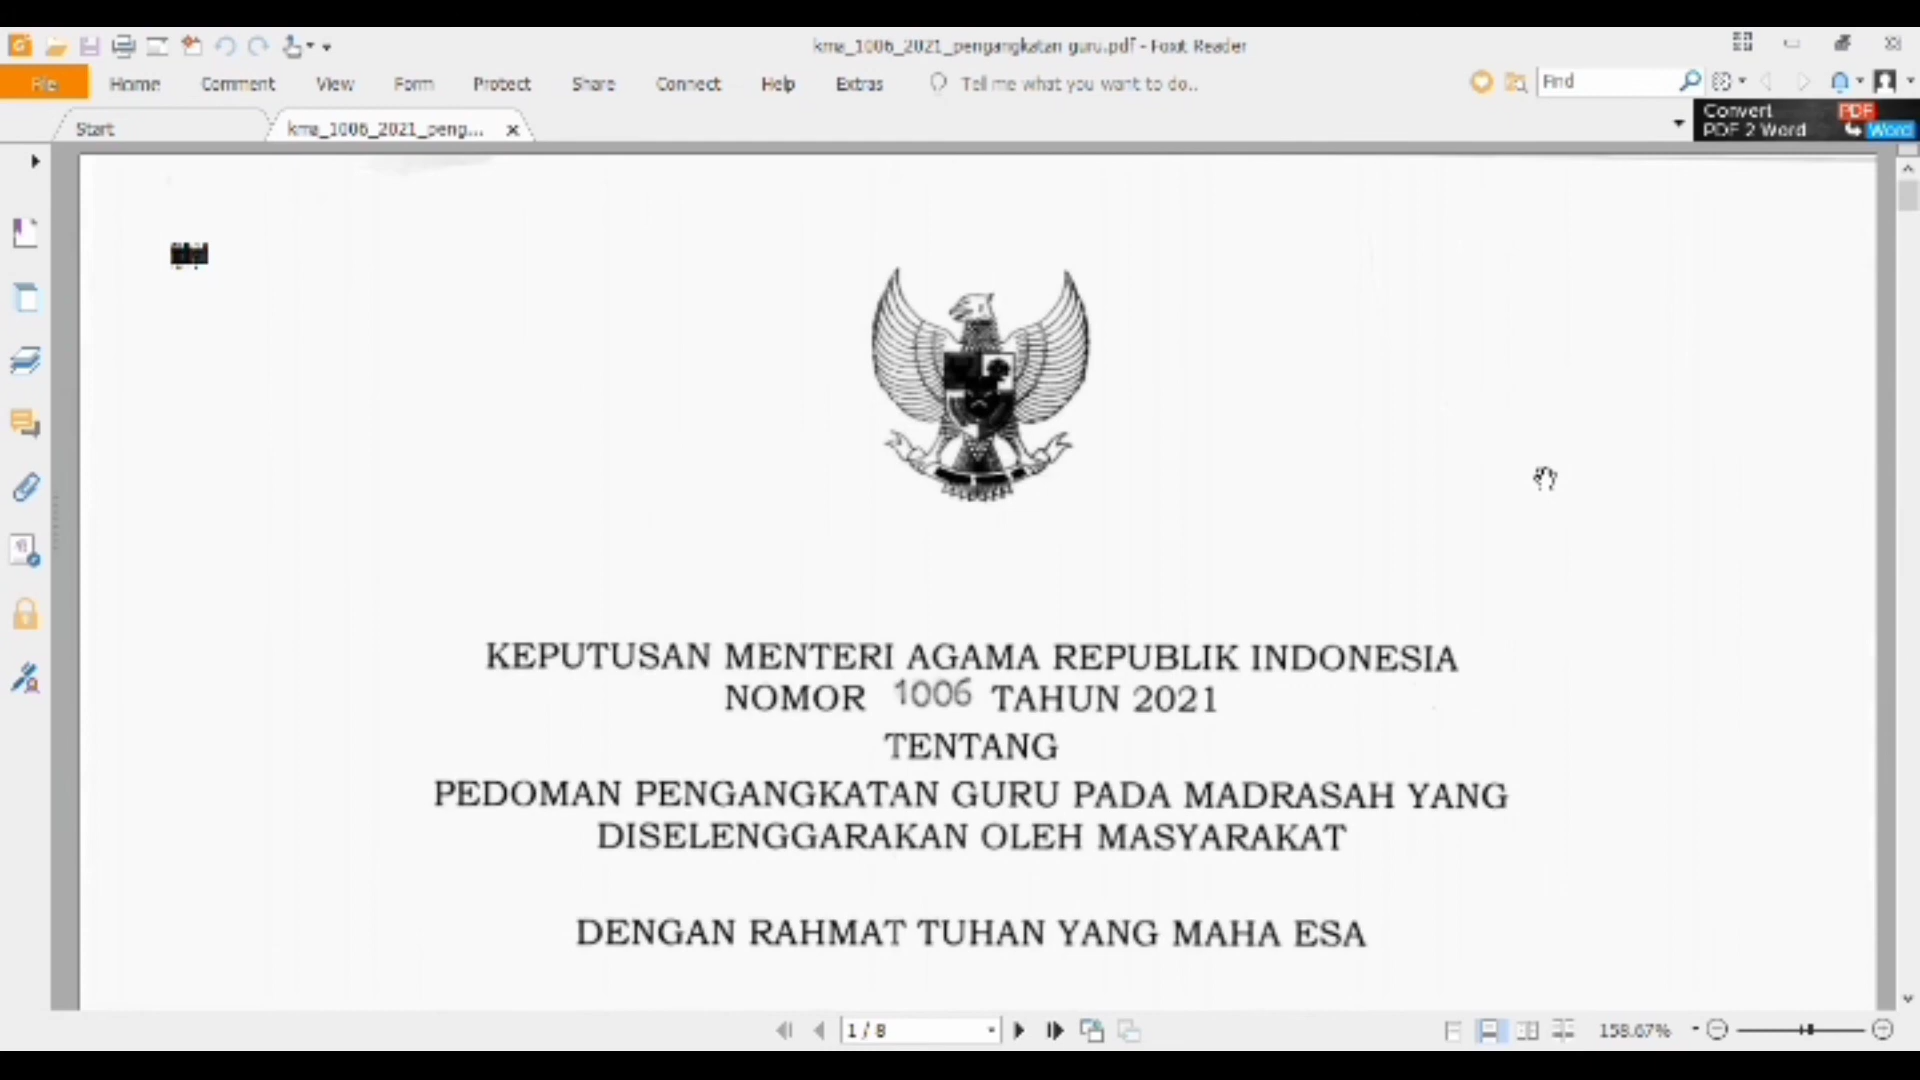 kma_1006_2021_pengangkatan guru.pdf - Foxit Reader
File Home Comment View Form Protect Share Connect Help Extras Tell me what you want to do..
Find
Start
kma_1006_2021_peng...
Convert
PDF 2 Word
PDF
Word
KEPUTUSAN MENTERI AGAMA REPUBLIK INDONESIA
NOMOR 1006 TAHUN 2021
TENTANG
PEDOMAN PENGANGKATAN GURU PADA MADRASAH YANG
DISELENGGARAKAN OLEH MASYARAKAT
DENGAN RAHMAT TUHAN YANG MAHA ESA
1 / 8
158.67%